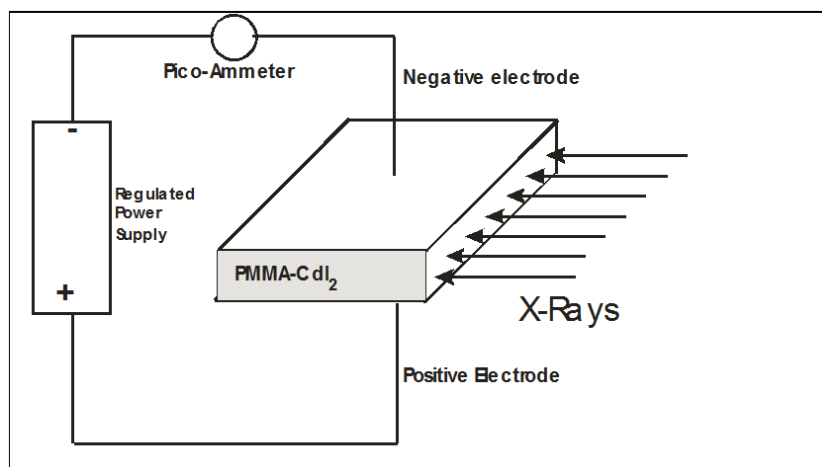 Pico-Ammeter
Negative electrode
-
Regulated
Power
Supply
+
PMMA-CdI₂
X-Rays
Positive Electrode